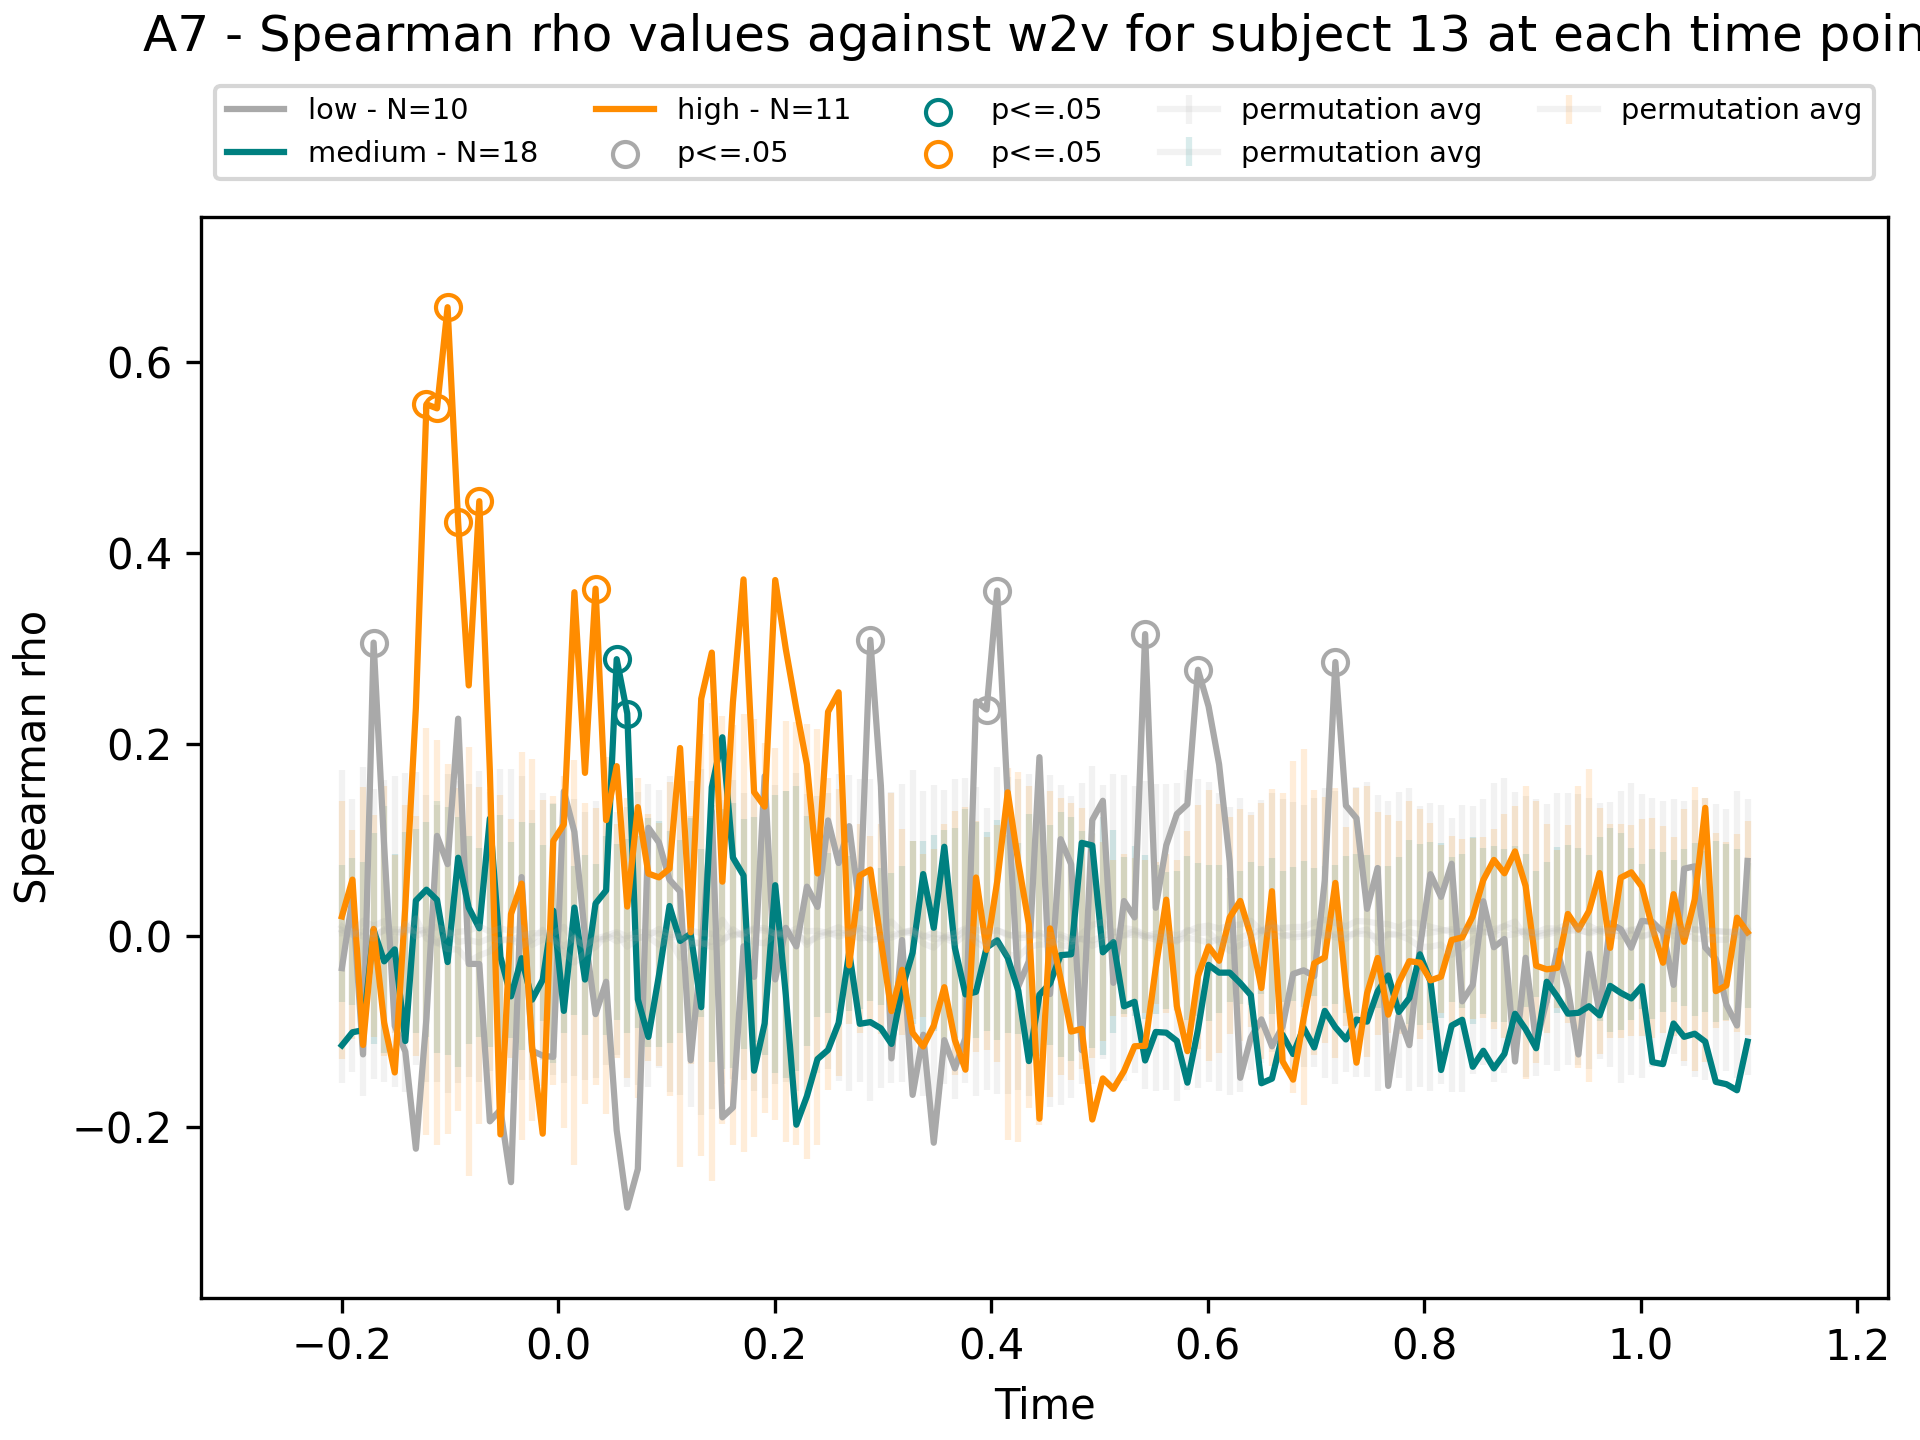 A7 - Spearman rho values against w2v for subject 13 at each time poin
low - N=10
medium - N=18
high - N=11
p<=.05
p<=.05
p<=.05
permutation avg
permutation avg
permutation avg
Spearman rho
0.6
0.4
0.2
0.0
−0.2
−0.2 0.0 0.2 0.4 0.6 0.8 1.0 1.2
Time